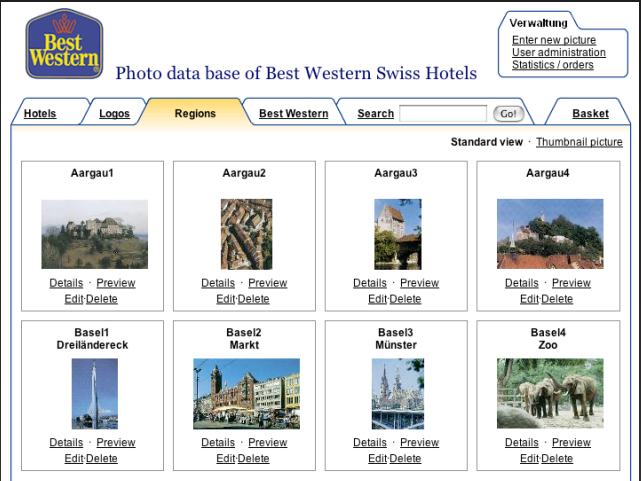 Best
Western
Photo data base of Best Western Swiss Hotels
Verwaltung
Enter new picture
User administration
Statistics / orders
Hotels
Logos
Regions
Best Western
Search
Go!
Basket
Standard view · Thumbnail picture
Aargau1
Aargau2
Aargau3
Aargau4
Details · Preview
Details · Preview
Details · Preview
Details · Preview
Edit·Delete
Edit·Delete
Edit·Delete
Edit·Delete
Basel1
Dreiländereck
Basel2
Markt
Basel3
Münster
Basel4
Zoo
Details · Preview
Details · Preview
Details · Preview
Details · Preview
Edit·Delete
Edit·Delete
Edit·Delete
Edit·Delete